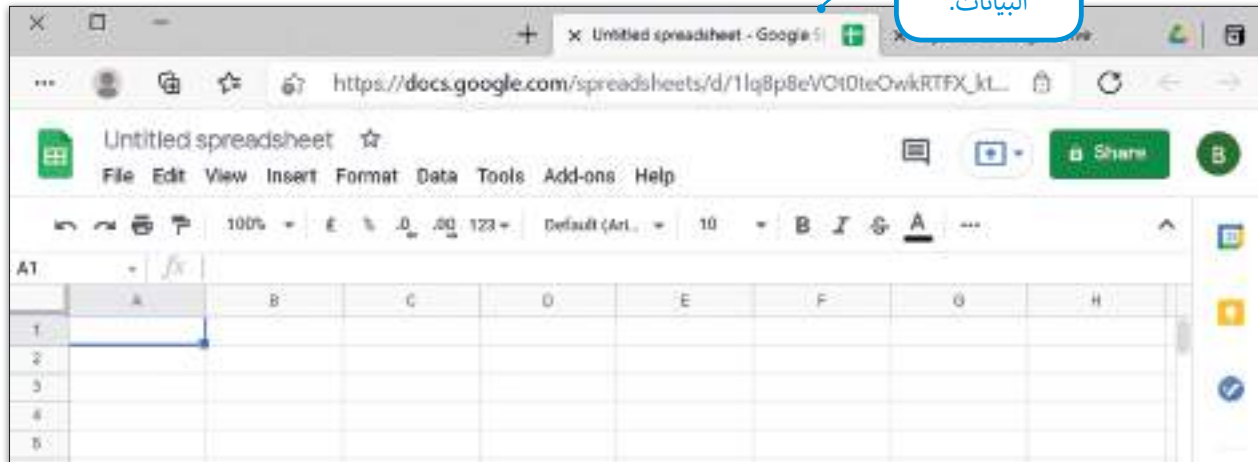 البيانات.
Untitled spreadsheet - Google S
https://docs.google.com/spreadsheets/d/
Untitled spreadsheet
File Edit View Insert Format Data Tools Add-ons Help
Share
B
100% £ % .0 .00 123 Default (Ari... 10 B I S A ...
A1 fx
A B C D E F G H
1
2
3
4
5